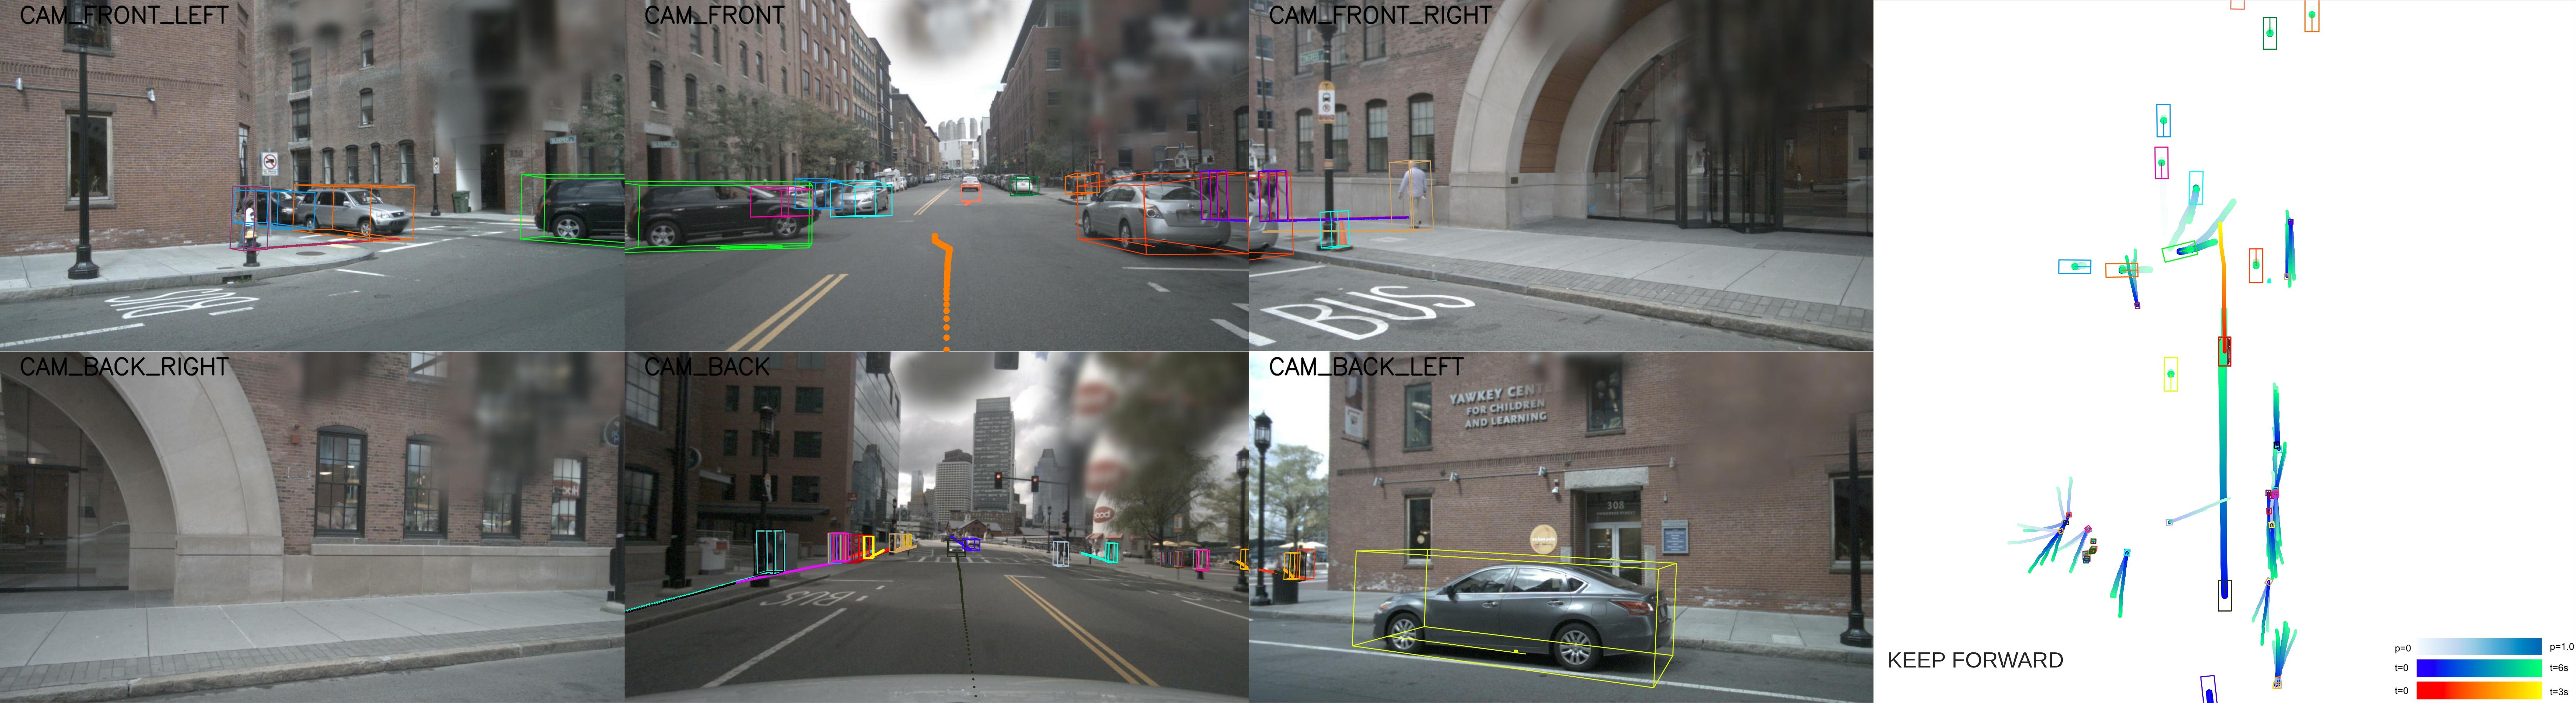 CAM_FRONT_LEFT
CAM_FRONT
CAM_FRONT_RIGHT
BUS
BUS
CAM_BACK_RIGHT
CAM_BACK
CAM_BACK_LEFT
YAWKEY CENT
FOR CHILDREN
AND LEARNING
308
BUS
KEEP FORWARD
p=0
p=1.0
t=0
t=6s
t=0
t=3s